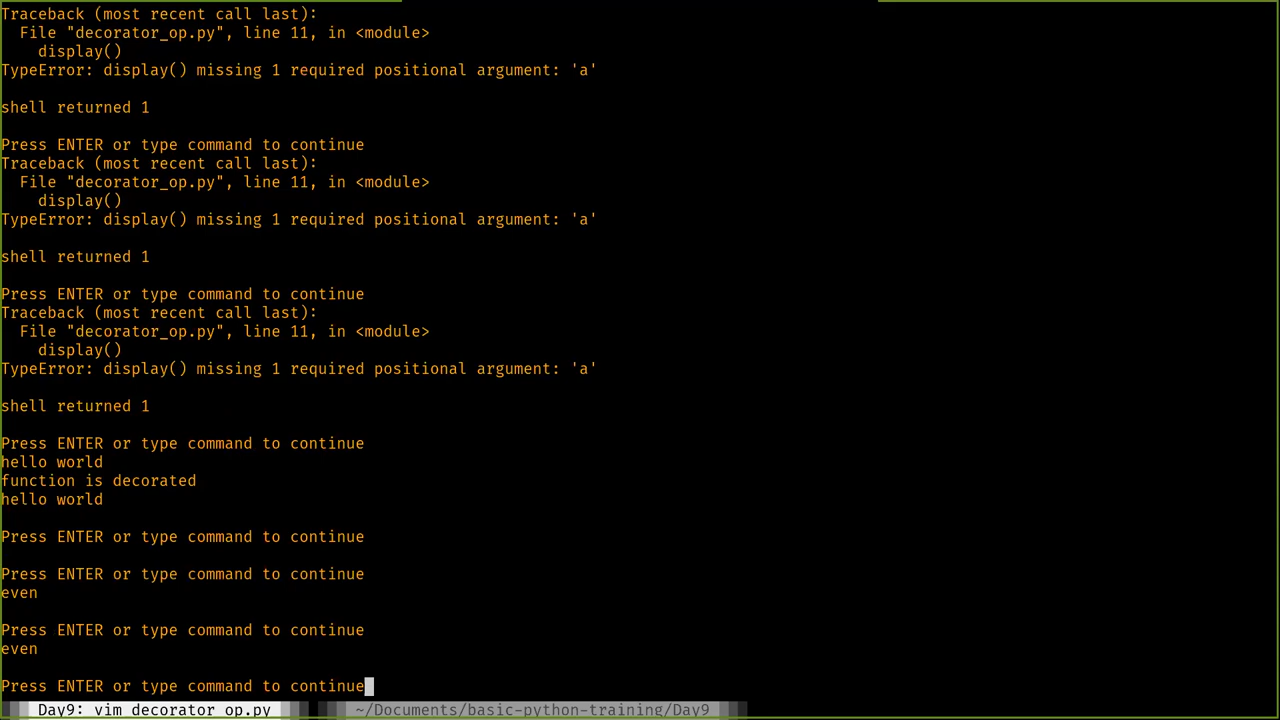 Traceback (most recent call last):
  File "decorator_op.py", line 11, in <module>
    display()
TypeError: display() missing 1 required positional argument: 'a'
shell returned 1
Press ENTER or type command to continue
Traceback (most recent call last):
  File "decorator_op.py", line 11, in <module>
    display()
TypeError: display() missing 1 required positional argument: 'a'
shell returned 1
Press ENTER or type command to continue
Traceback (most recent call last):
  File "decorator_op.py", line 11, in <module>
    display()
TypeError: display() missing 1 required positional argument: 'a'
shell returned 1
Press ENTER or type command to continue
hello world
function is decorated
hello world
Press ENTER or type command to continue
Press ENTER or type command to continue
even
Press ENTER or type command to continue
even
Press ENTER or type command to continue
Day9: vim decorator_op.py ~/Documents/basic-python-training/Day9